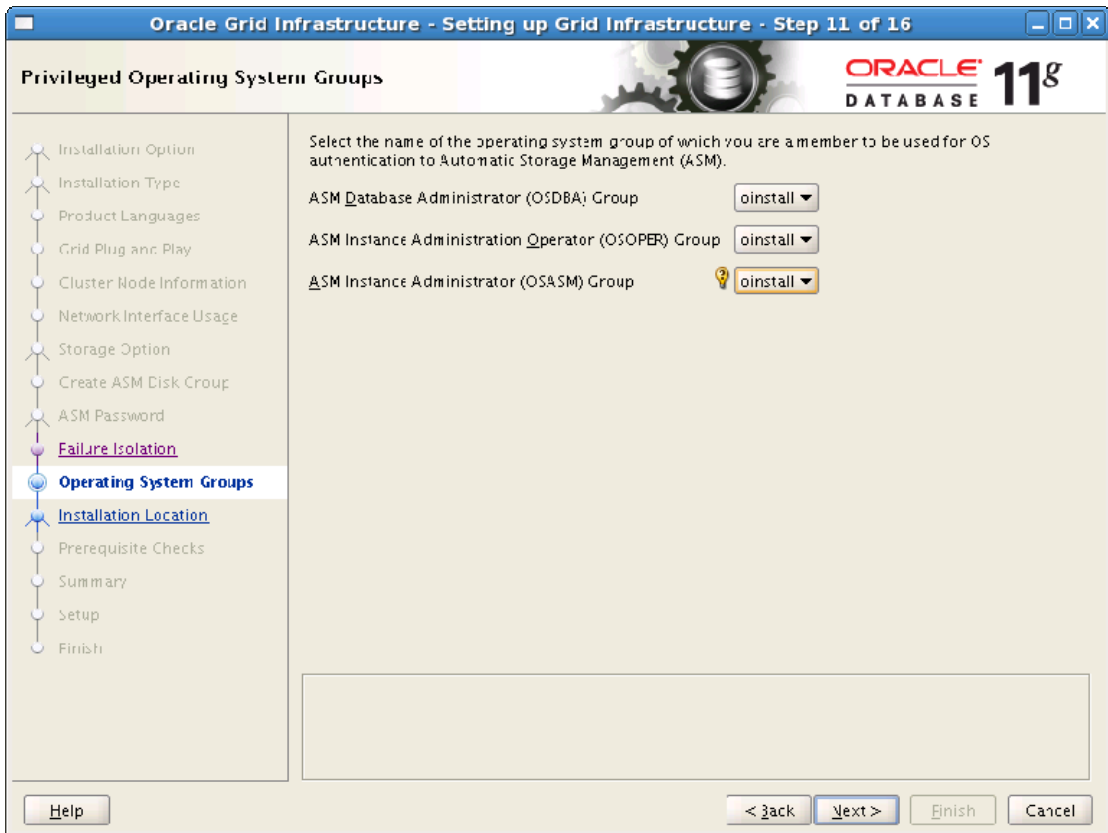 Oracle Grid Infrastructure - Setting up Grid Infrastructure - Step 11 of 16
Privileged Operating System Groups
ORACLE
DATABASE
11g
Installation Option
Installation Type
Product Languages
Grid Plug and Play
Cluster Node Information
Network Interface Usage
Storage Option
Create ASM Disk Group
ASM Password
Failure Isolation
Operating System Groups
Installation Location
Prerequisite Checks
Summary
Setup
Finish
Select the name of the operating system group of which you are a member to be used for OS
authentication to Automatic Storage Management (ASM).
ASM Database Administrator (OSDBA) Group oinstall
ASM Instance Administration Operator (OSOPER) Group oinstall
ASM Instance Administrator (OSASM) Group oinstall
Help < Back Next > Finish Cancel